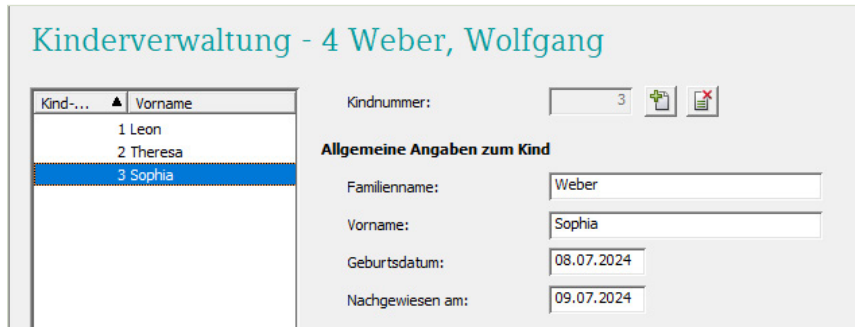 Kinderverwaltung - 4 Weber, Wolfgang
Kind-... Vorname
1 Leon
2 Theresa
3 Sophia
Kindnummer: 3
Allgemeine Angaben zum Kind
Familienname: Weber
Vorname: Sophia
Geburtsdatum: 08.07.2024
Nachgewiesen am: 09.07.2024